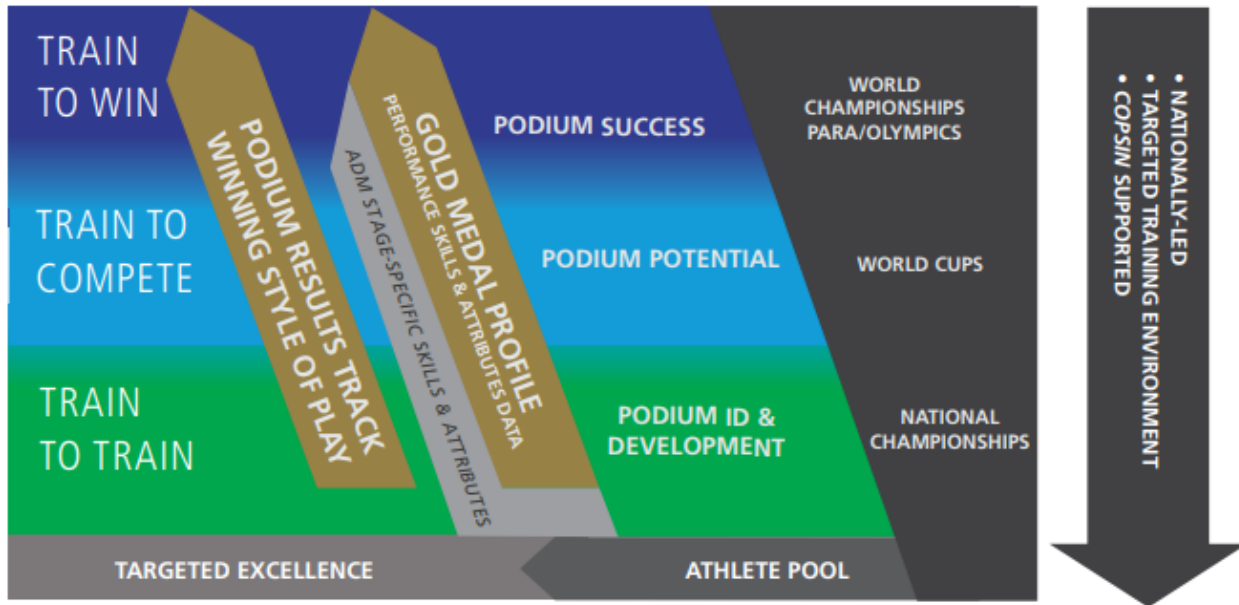 TRAIN
TO WIN
TRAIN TO
COMPETE
TRAIN
TO TRAIN
PODIUM RESULTS TRACK
WINNING STYLE OF PLAY
ADM STAGE-SPECIFIC SKILLS & ATTRIBUTES
GOLD MEDAL PROFILE
PERFORMANCE SKILLS & ATTRIBUTES DATA
PODIUM SUCCESS
PODIUM POTENTIAL
PODIUM ID &
DEVELOPMENT
WORLD
CHAMPIONSHIPS
PARA/OLYMPICS
WORLD CUPS
NATIONAL
CHAMPIONSHIPS
• NATIONALLY-LED
• TARGETED TRAINING ENVIRONMENT
• COPSIN SUPPORTED
TARGETED EXCELLENCE
ATHLETE POOL